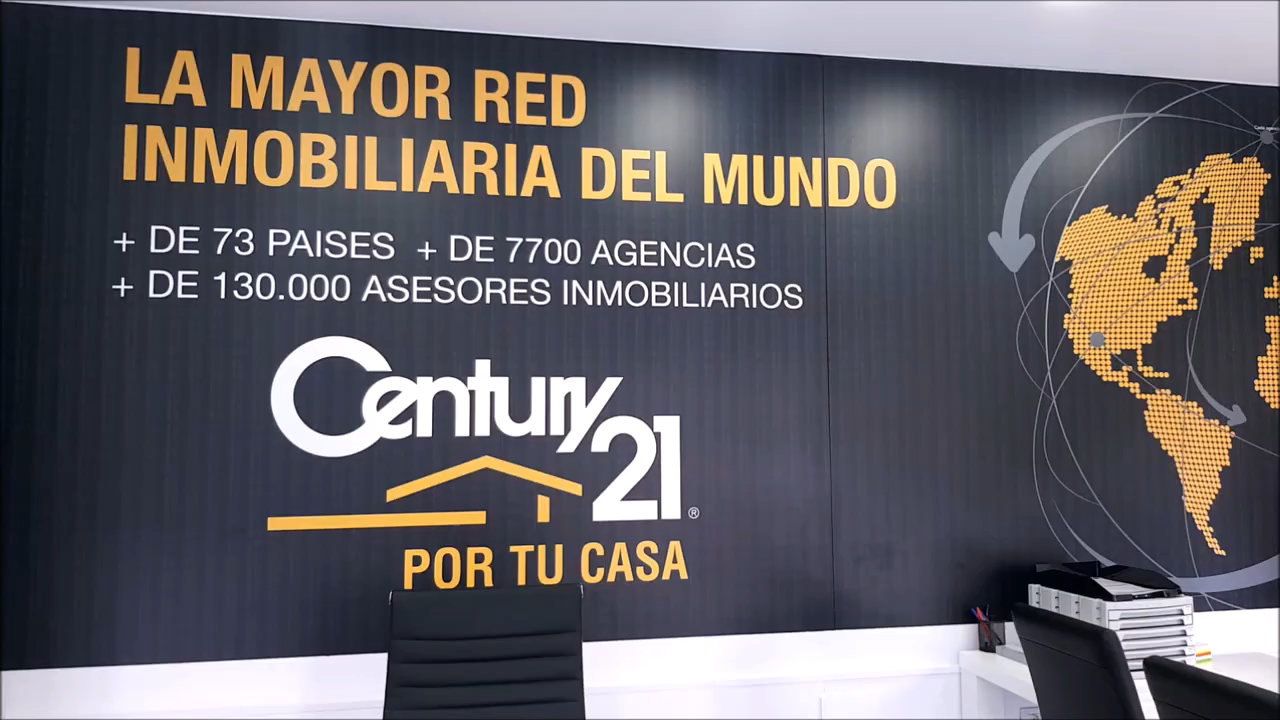 LA MAYOR RED
INMOBILIARIA DEL MUNDO
+ DE 73 PAISES + DE 7700 AGENCIAS
+ DE 130.000 ASESORES INMOBILIARIOS
Century
21®
POR TU CASA